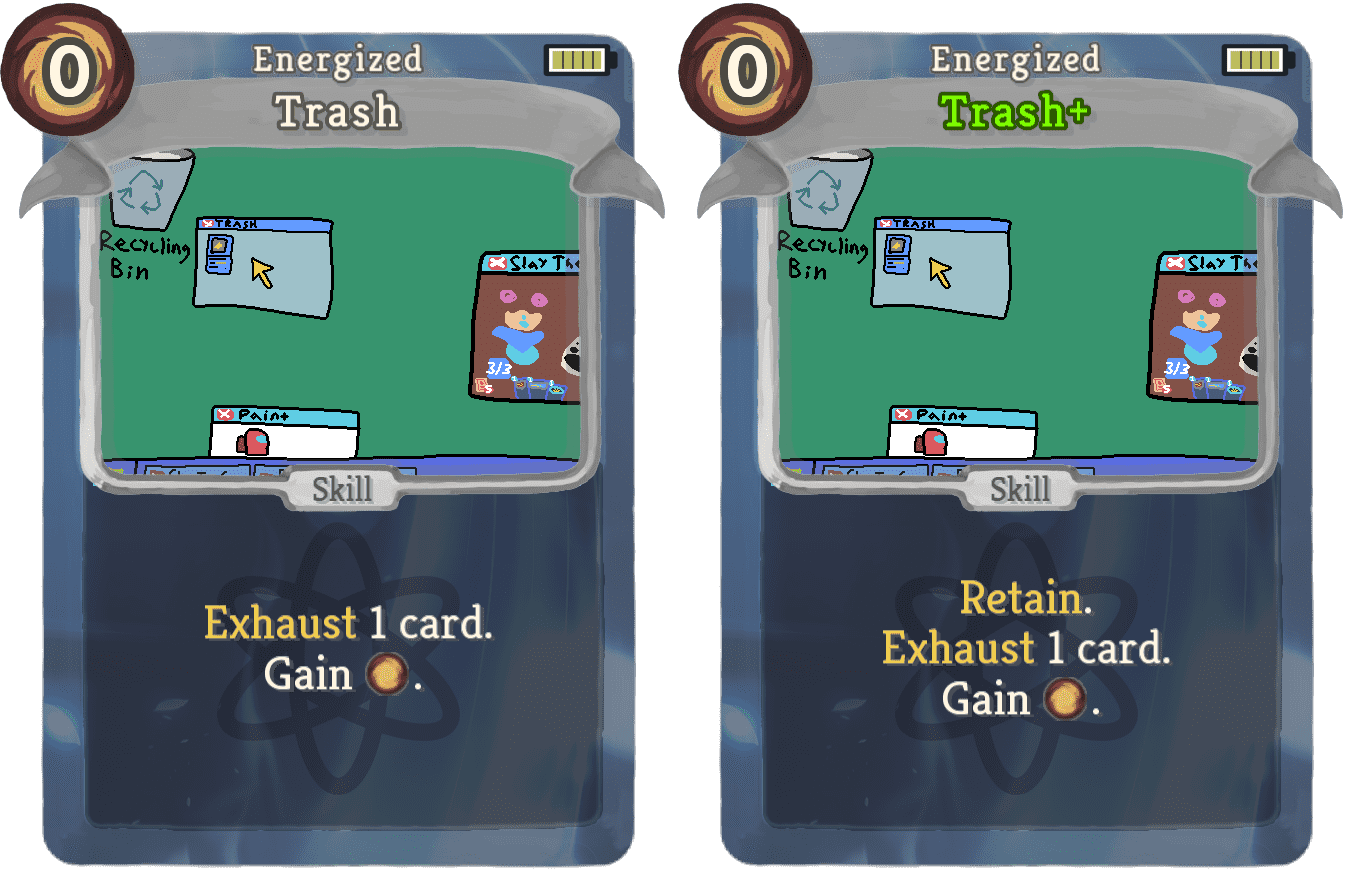 0
Energized
Trash
Recycling
Bin
TRASH
Slay The
3/3
Paint
Skill
Exhaust 1 card.
Gain .
0
Energized
Trash+
Recycling
Bin
TRASH
Slay The
3/3
Paint
Skill
Retain.
Exhaust 1 card.
Gain .